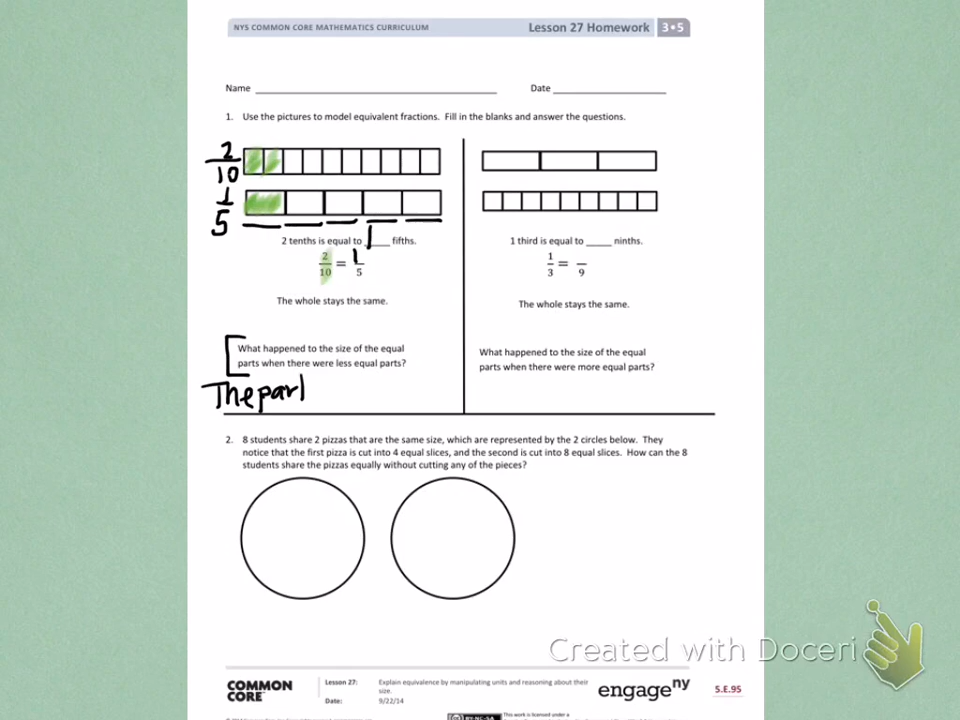 NYS COMMON CORE MATHEMATICS CURRICULUM
Lesson 27 Homework 3•5
Name
Date
1. Use the pictures to model equivalent fractions. Fill in the blanks and answer the questions.
2
10
1
5
2 tenths is equal to 1 fifths.
2/10 = 1/5
The whole stays the same.
What happened to the size of the equal
parts when there were less equal parts?
The par
1 third is equal to _____ ninths.
1/3 = /9
The whole stays the same.
What happened to the size of the equal
parts when there were more equal parts?
2. 8 students share 2 pizzas that are the same size, which are represented by the 2 circles below. They
notice that the first pizza is cut into 4 equal slices, and the second is cut into 8 equal slices. How can the 8
students share the pizzas equally without cutting any of the pieces?
Created with Doceri
COMMON
CORE
Lesson 27: Explain equivalence by manipulating units and reasoning about their
size.
Date: 9/22/14
engage ny
5.E.95